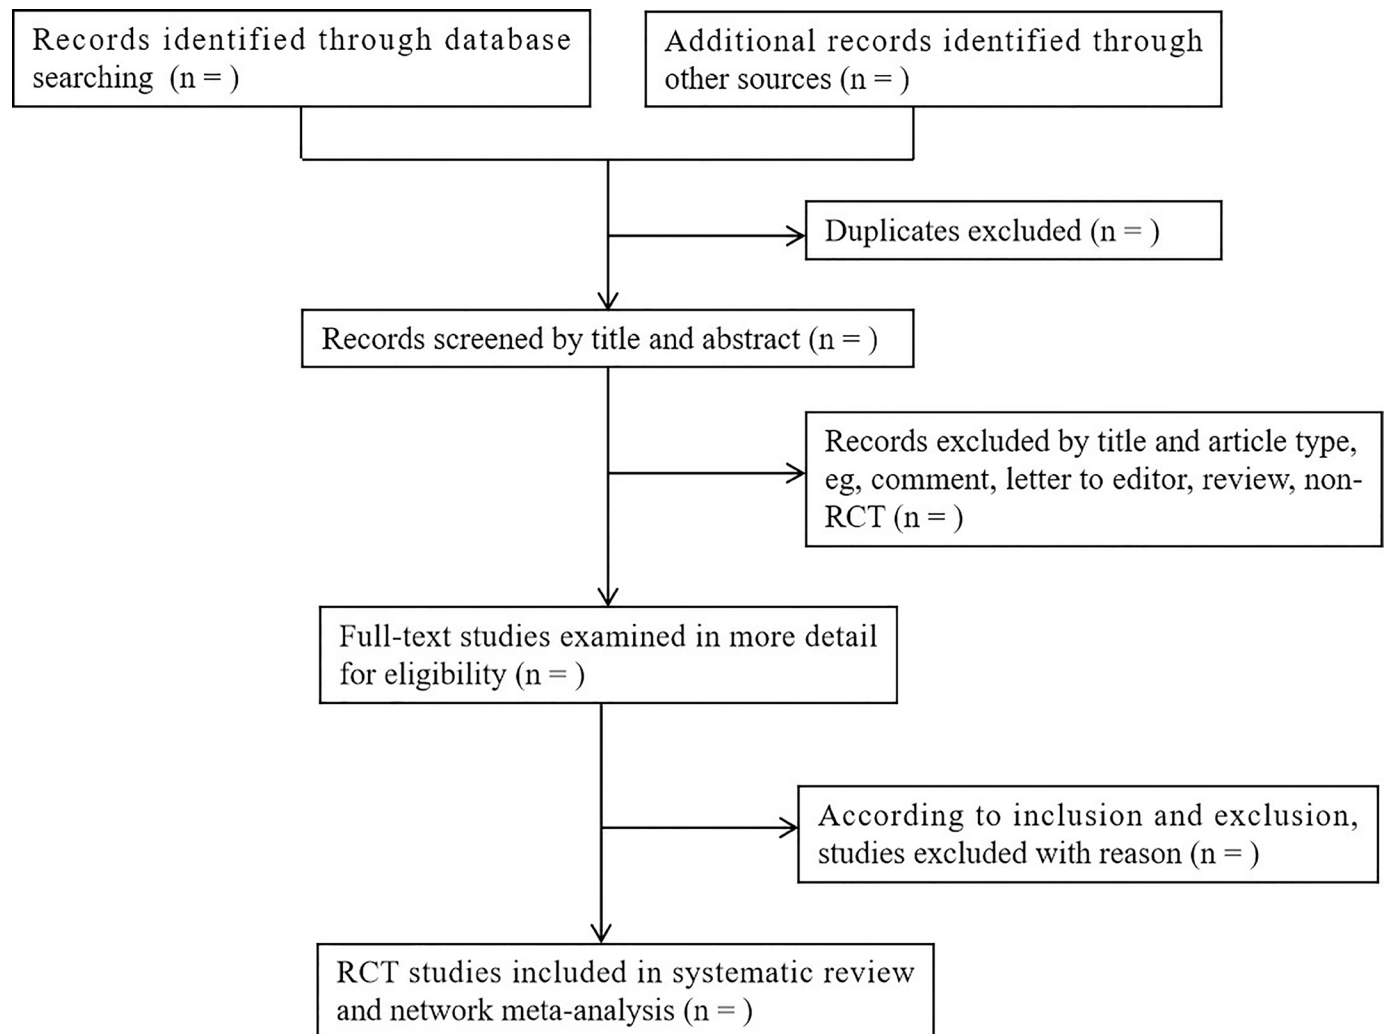 Records identified through database
searching (n = )
Additional records identified through
other sources (n = )
Duplicates excluded (n = )
Records screened by title and abstract (n = )
Records excluded by title and article type,
eg, comment, letter to editor, review, non-
RCT (n = )
Full-text studies examined in more detail
for eligibility (n = )
According to inclusion and exclusion,
studies excluded with reason (n = )
RCT studies included in systematic review
and network meta-analysis (n = )